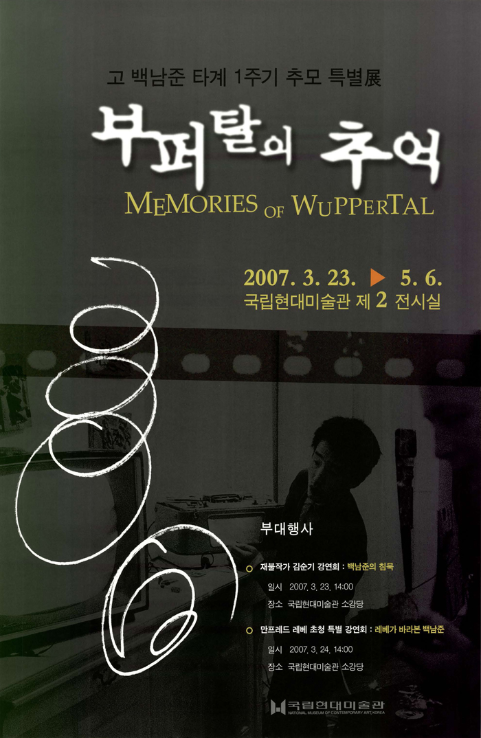 고 백남준 타계 1주기 추모 특별展
부퍼탈의 추억
MEMORIES OF WUPPERTAL
2007. 3. 23. ▶ 5. 6.
국립현대미술관 제 2 전시실
부대행사
재불작가 김순기 강연회 : 백남준의 침묵
일시 2007. 3. 23, 14:00
장소 국립현대미술관 소강당
만프레드 레베 초청 특별 강연회 : 레베가 바라본 백남준
일시 2007. 3. 24, 14:00
장소 국립현대미술관 소강당
국립현대미술관
NATIONAL MUSEUM OF CONTEMPORARY ART, KOREA